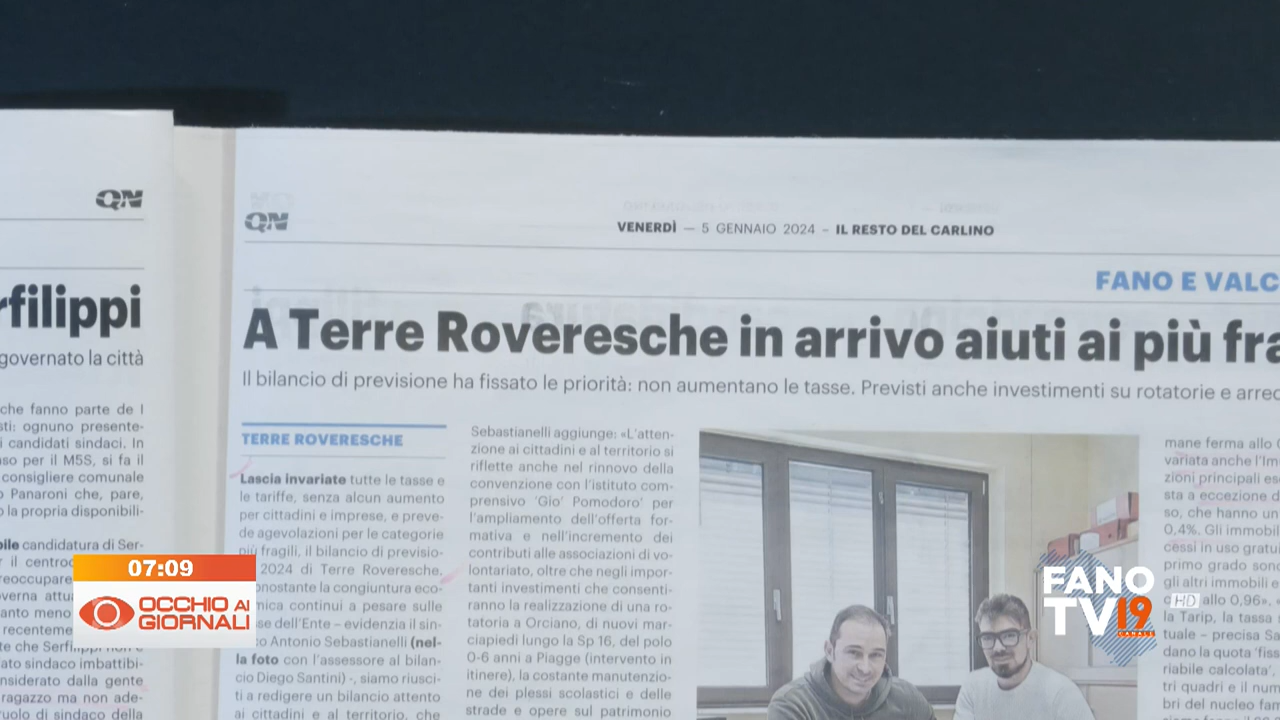 QN
rfilippi
governato la città
che fanno parte de l
sti: ognuno presente-
i candidati sindaci. In
so per il M5S, si fa il
consigliere comunale
Panaroni che, pare,
la propria disponibili-
bile candidatura di Ser-
il centroc
reoccupare
verna attu
anto meno
recenteme
te che Serfilippi non è
ato sindaco imbattibi-
nsiderato dalla gente
ragazzo ma non ade-
ruolo di sindaco della
QN
VENERDÌ — 5 GENNAIO 2024 – IL RESTO DEL CARLINO
FANO E VALC
A Terre Roveresche in arrivo aiuti ai più fra
Il bilancio di previsione ha fissato le priorità: non aumentano le tasse. Previsti anche investimenti su rotatorie e arred
TERRE ROVERESCHE
Lascia invariate tutte le tasse e
le tariffe, senza alcun aumento
per cittadini e imprese, e preve-
de agevolazioni per le categorie
più fragili, il bilancio di previsio-
2024 di Terre Roveresche.
onostante la congiuntura eco-
mica continui a pesare sulle
se dell'Ente – evidenzia il sin-
o Antonio Sebastianelli (nel-
la foto con l'assessore al bilan-
cio Diego Santini) -, siamo riusci-
ti a redigere un bilancio attento
ai cittadini e al territorio, che
Sebastianelli aggiunge: «L'atten-
zione ai cittadini e al territorio si
riflette anche nel rinnovo della
convenzione con l'istituto com-
prensivo 'Gio' Pomodoro' per
l'ampliamento dell'offerta for-
mativa e nell'incremento dei
contributi alle associazioni di vo-
lontariato, oltre che negli impor-
tanti investimenti che consenti-
ranno la realizzazione di una ro-
tatoria a Orciano, di nuovi mar-
ciapiedi lungo la Sp 16, del polo
0-6 anni a Piagge (intervento in
itinere), la costante manutenzio-
ne dei plessi scolastici e delle
strade e opere sul patrimonio
mane ferma allo 0
variata anche l'Im
zioni principali es
sta a eccezione d
so, che hanno un
0,4%. Gli immobil
cessi in uso gratu
primo grado sono
gli altri immobili e
allo 0,96»,
la Tarip, la tassa
tuale – precisa Sa
dano la quota 'fiss
riabile calcolata',
tri quadri e il num
bri del nucleo fam
07:09
OCCHIO AI
GIORNALI
FANO
TV19
CANALE
HD